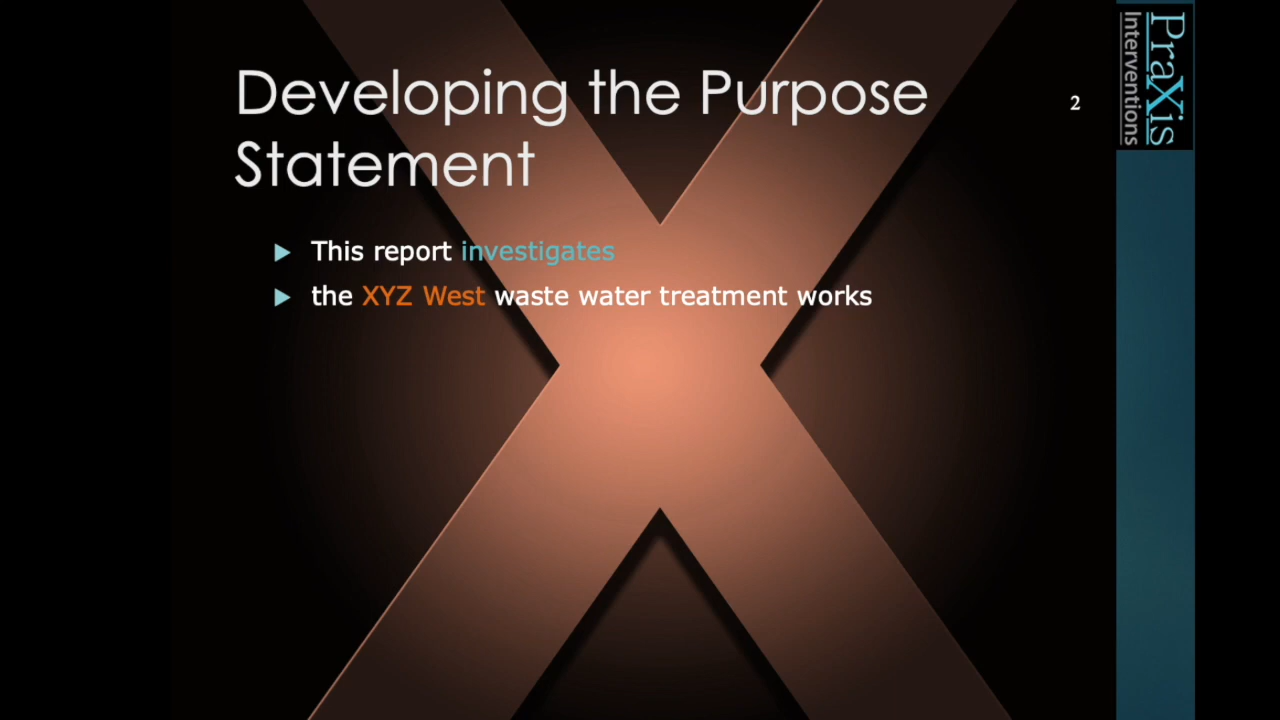 Developing the Purpose
Statement
2
PraXis
Interventions
This report investigates
the XYZ West waste water treatment works